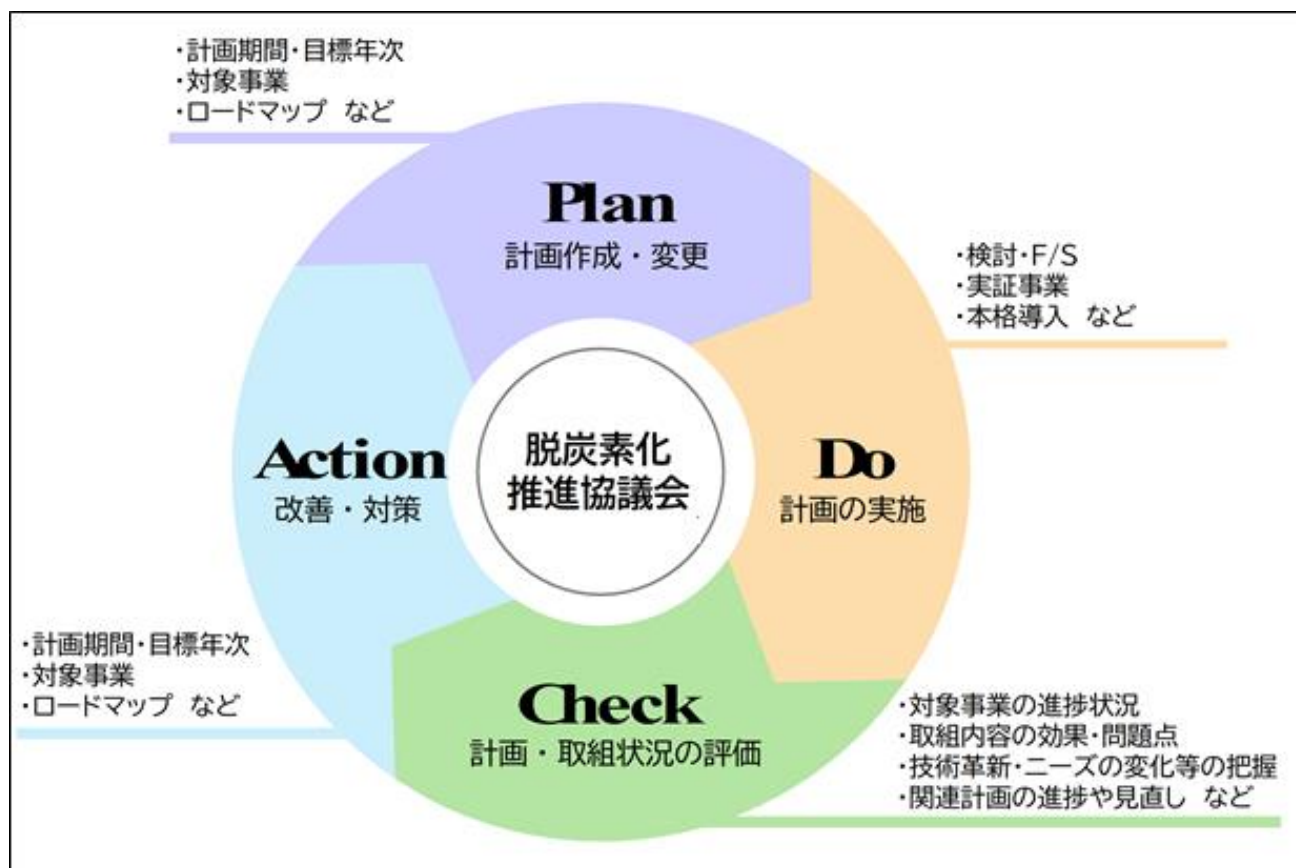 ・計画期間・目標年次
・対象事業
・ロードマップ など
Plan
計画作成・変更
・検討・F/S
・実証事業
・本格導入 など
Do
計画の実施
脱炭素化
推進協議会
Action
改善・対策
・計画期間・目標年次
・対象事業
・ロードマップ など
Check
計画・取組状況の評価
・対象事業の進捗状況
・取組内容の効果・問題点
・技術革新・ニーズの変化等の把握
・関連計画の進捗や見直し など